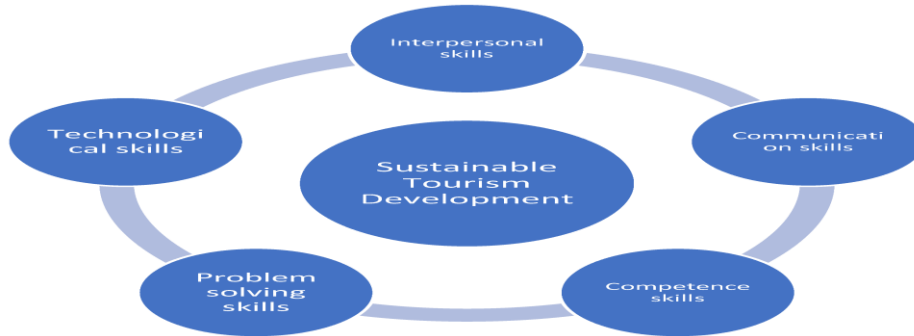 Interpersonal
skills
Technologi
cal skills
Communicati
on skills
Sustainable
Tourism
Development
Problem
solving skills
Competence
skills